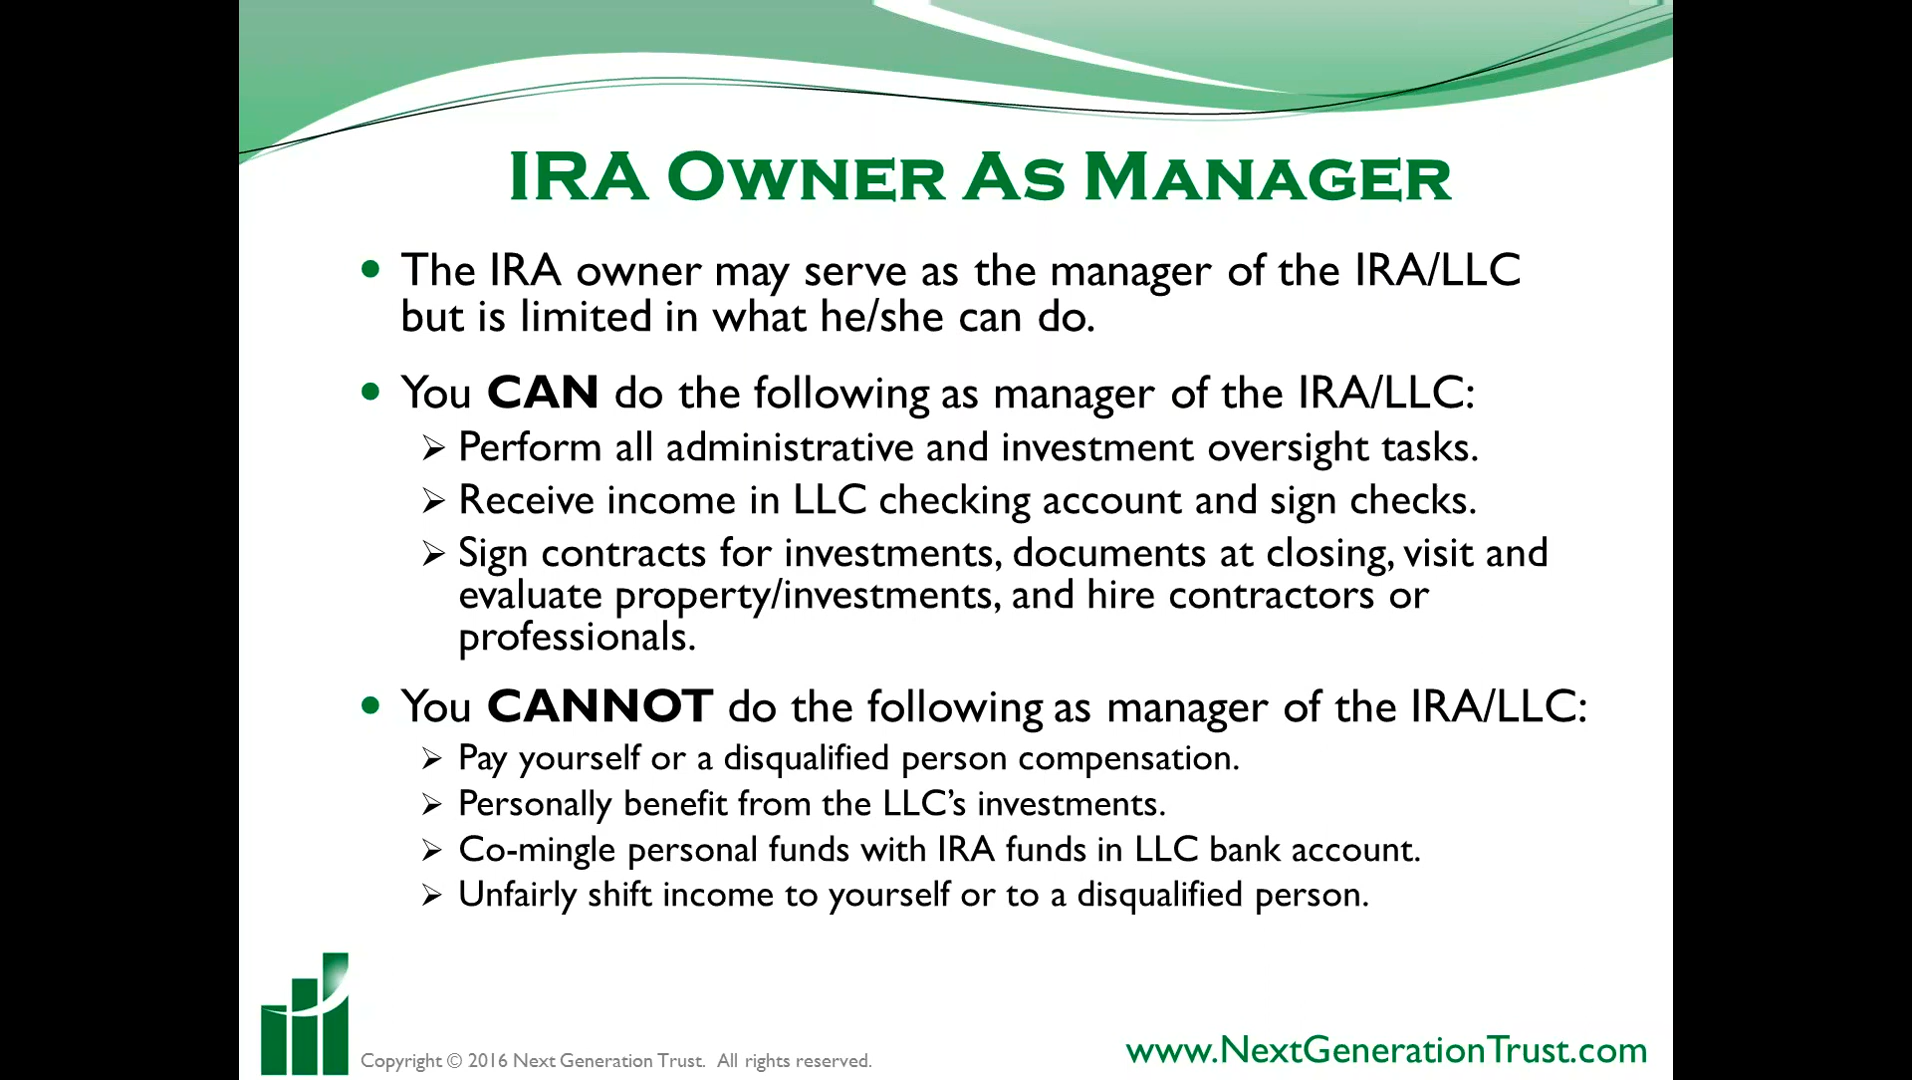 IRA Owner As Manager
• The IRA owner may serve as the manager of the IRA/LLC
but is limited in what he/she can do.
• You CAN do the following as manager of the IRA/LLC:
➢ Perform all administrative and investment oversight tasks.
➢ Receive income in LLC checking account and sign checks.
➢ Sign contracts for investments, documents at closing, visit and
evaluate property/investments, and hire contractors or
professionals.
• You CANNOT do the following as manager of the IRA/LLC:
➢ Pay yourself or a disqualified person compensation.
➢ Personally benefit from the LLC’s investments.
➢ Co-mingle personal funds with IRA funds in LLC bank account.
➢ Unfairly shift income to yourself or to a disqualified person.
Copyright © 2016 Next Generation Trust. All rights reserved.
www.NextGenerationTrust.com